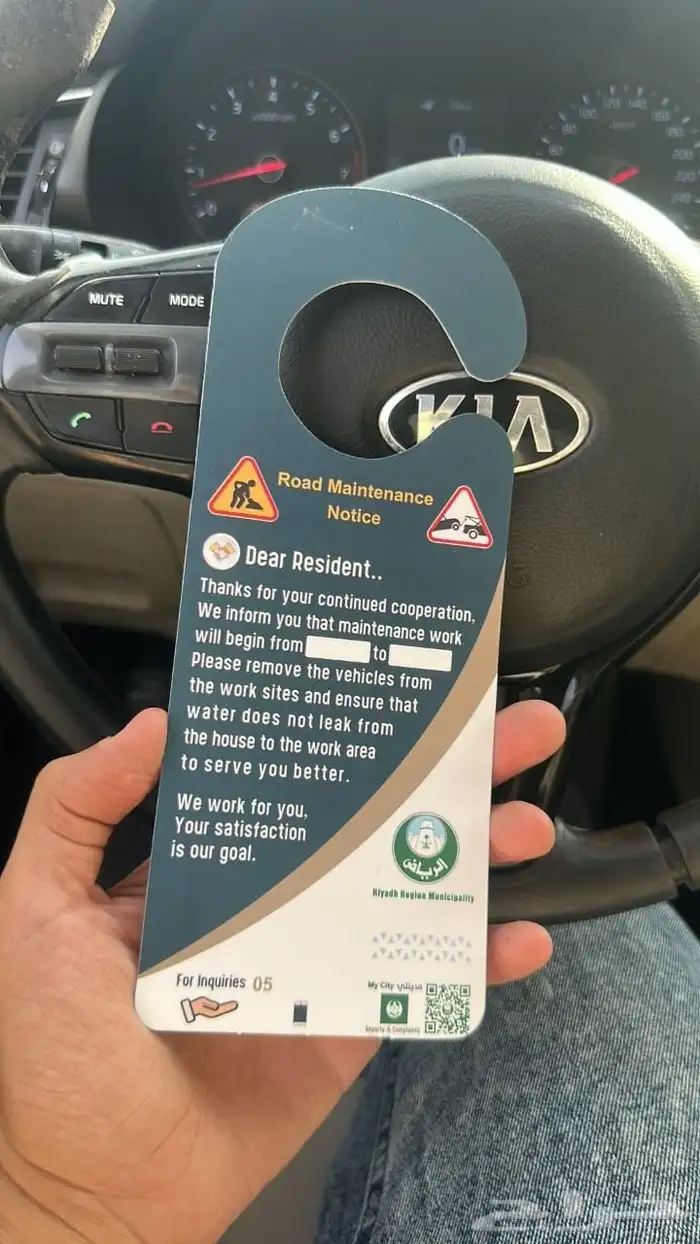 MUTE
MODE
KIA
Road Maintenance
Notice
Dear Resident..
Thanks for your continued cooperation,
We inform you that maintenance work
will begin from to
Please remove the vehicles from
the work sites and ensure that
water does not leak from
the house to the work area
to serve you better.
We work for you,
Your satisfaction
is our goal.
الرياض
Riyadh Region Municipality
For Inquiries 05
My City مدينتي
حراج